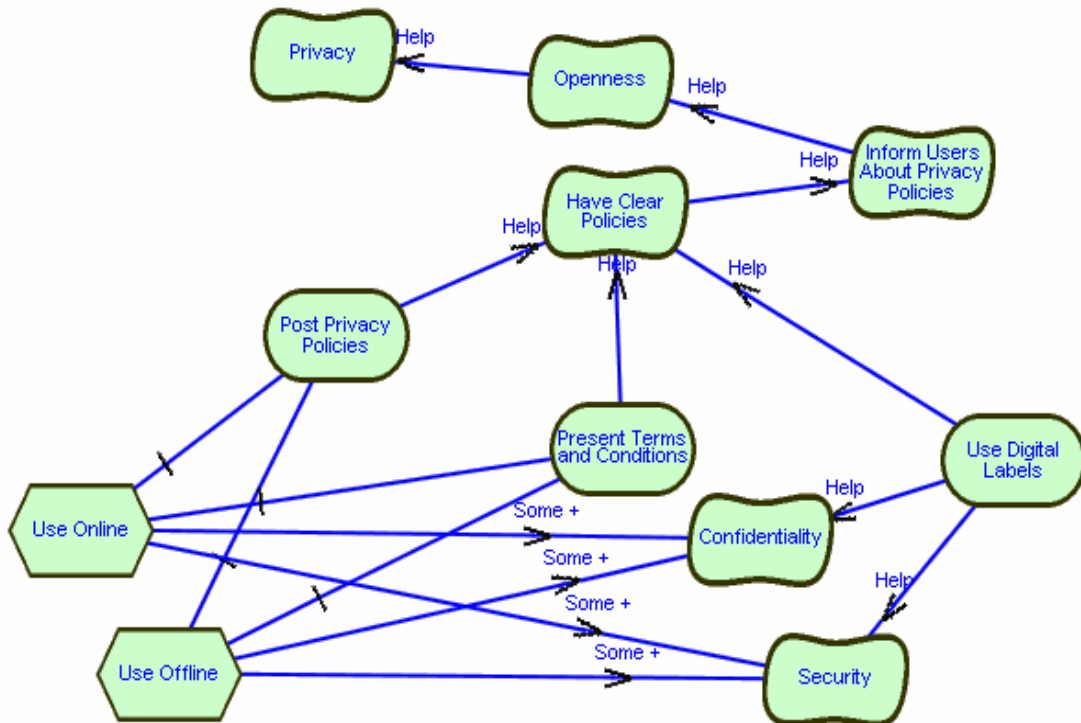 Help
Privacy
Openness
Help
Inform Users
About Privacy
Policies
Help
Have Clear
Policies
Help
Help
Help
Post Privacy
Policies
Present Terms
and Conditions
Use Digital
Labels
Help
Use Online
Some +
Confidentiality
Some +
Help
Some +
Use Offline
Some +
Security